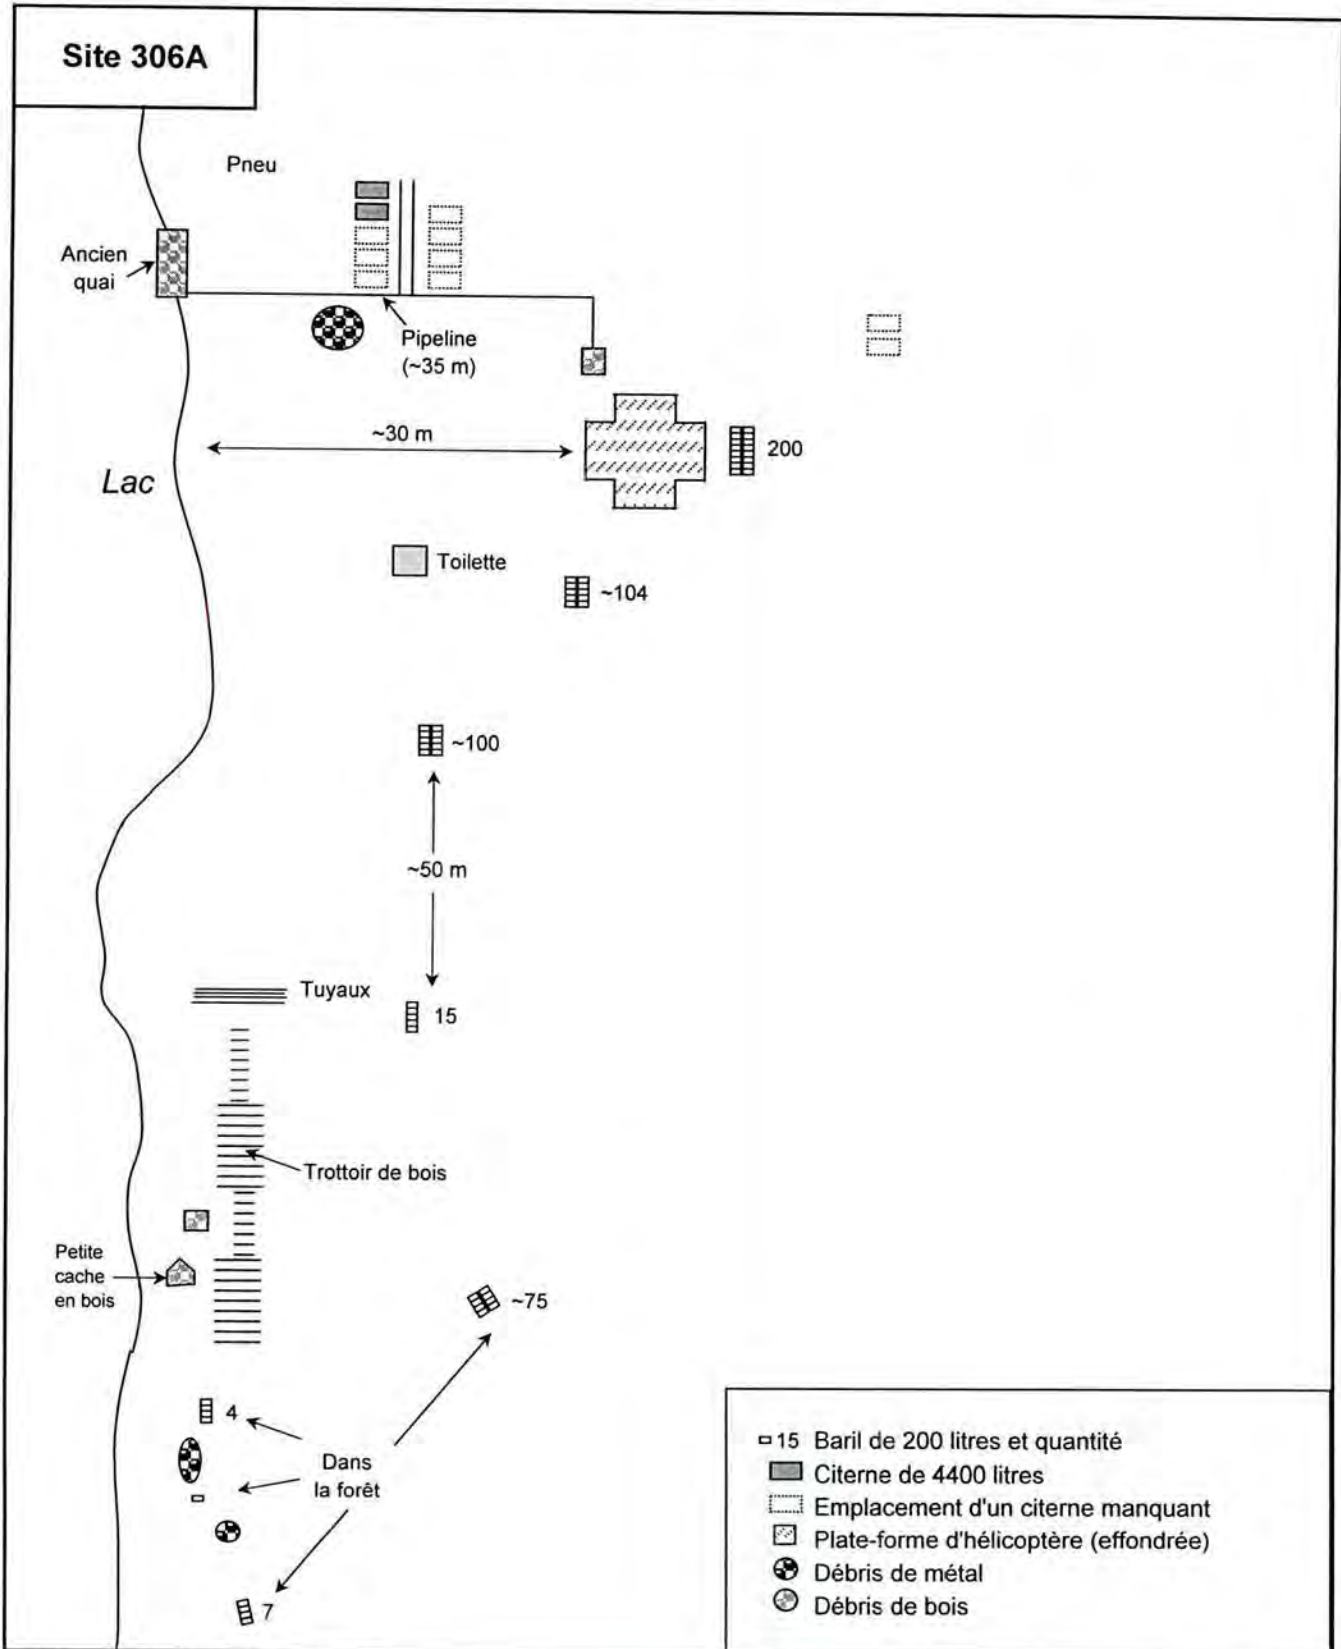 Site 306A
Pneu
Ancien
quai
Pipeline
(~35 m)
~30 m
200
Lac
Toilette
~104
~100
~50 m
Tuyaux
15
Trottoir de bois
Petite
cache
en bois
~75
4
Dans
la forêt
7
15 Baril de 200 litres et quantité
Citerne de 4400 litres
Emplacement d'un citerne manquant
Plate-forme d'hélicoptère (effondrée)
Débris de métal
Débris de bois